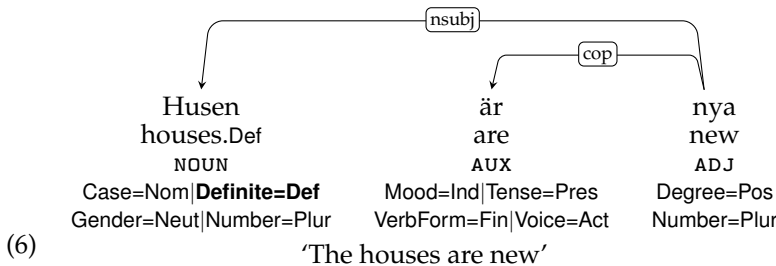 nsubj
cop
Husen är nya
houses.Def are new
NOUN AUX ADJ
Case=Nom|Definite=Def Mood=Ind|Tense=Pres Degree=Pos
Gender=Neut|Number=Plur VerbForm=Fin|Voice=Act Number=Plur
(6) ‘The houses are new’